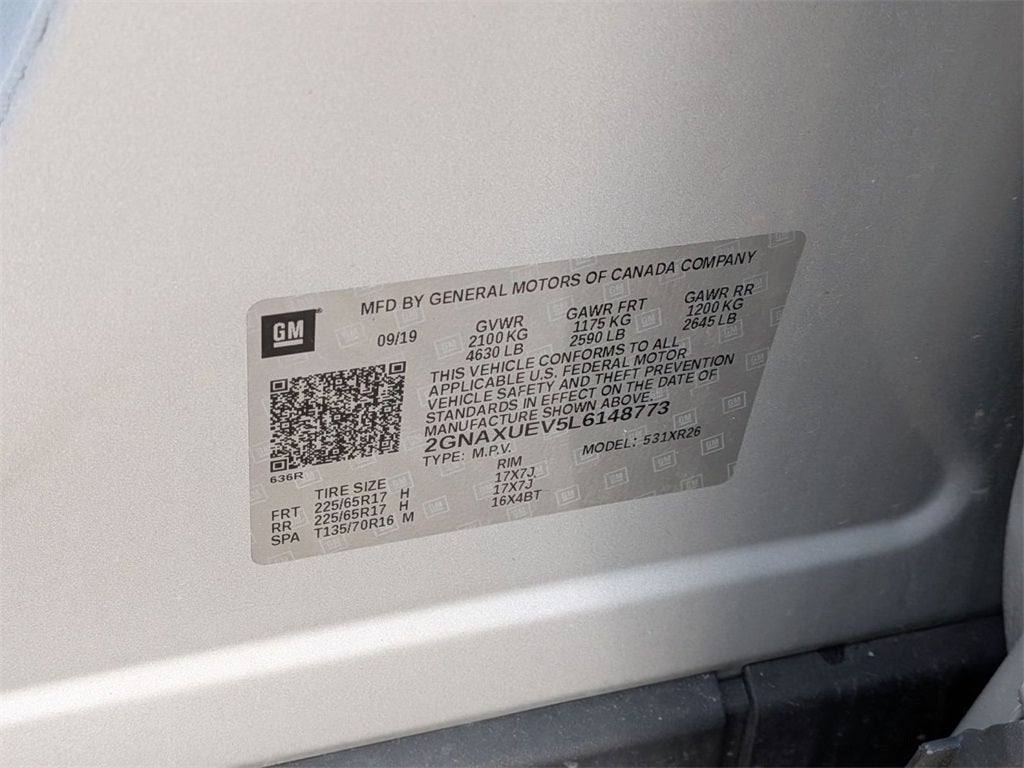 MFD BY GENERAL MOTORS OF CANADA COMPANY
GM
09/19
GVWR
2100 KG
4630 LB
GAWR FRT
1175 KG
2590 LB
GAWR RR
1200 KG
2645 LB
THIS VEHICLE CONFORMS TO ALL
APPLICABLE U.S. FEDERAL MOTOR
VEHICLE SAFETY AND THEFT PREVENTION
STANDARDS IN EFFECT ON THE DATE OF
MANUFACTURE SHOWN ABOVE.
2GNAXUEV5L6148773
TYPE: M.P.V. MODEL: 531XR26
636R
TIRE SIZE RIM
FRT 225/65R17 H 17X7J
RR 225/65R17 H 17X7J
SPA T135/70R16 M 16X4BT